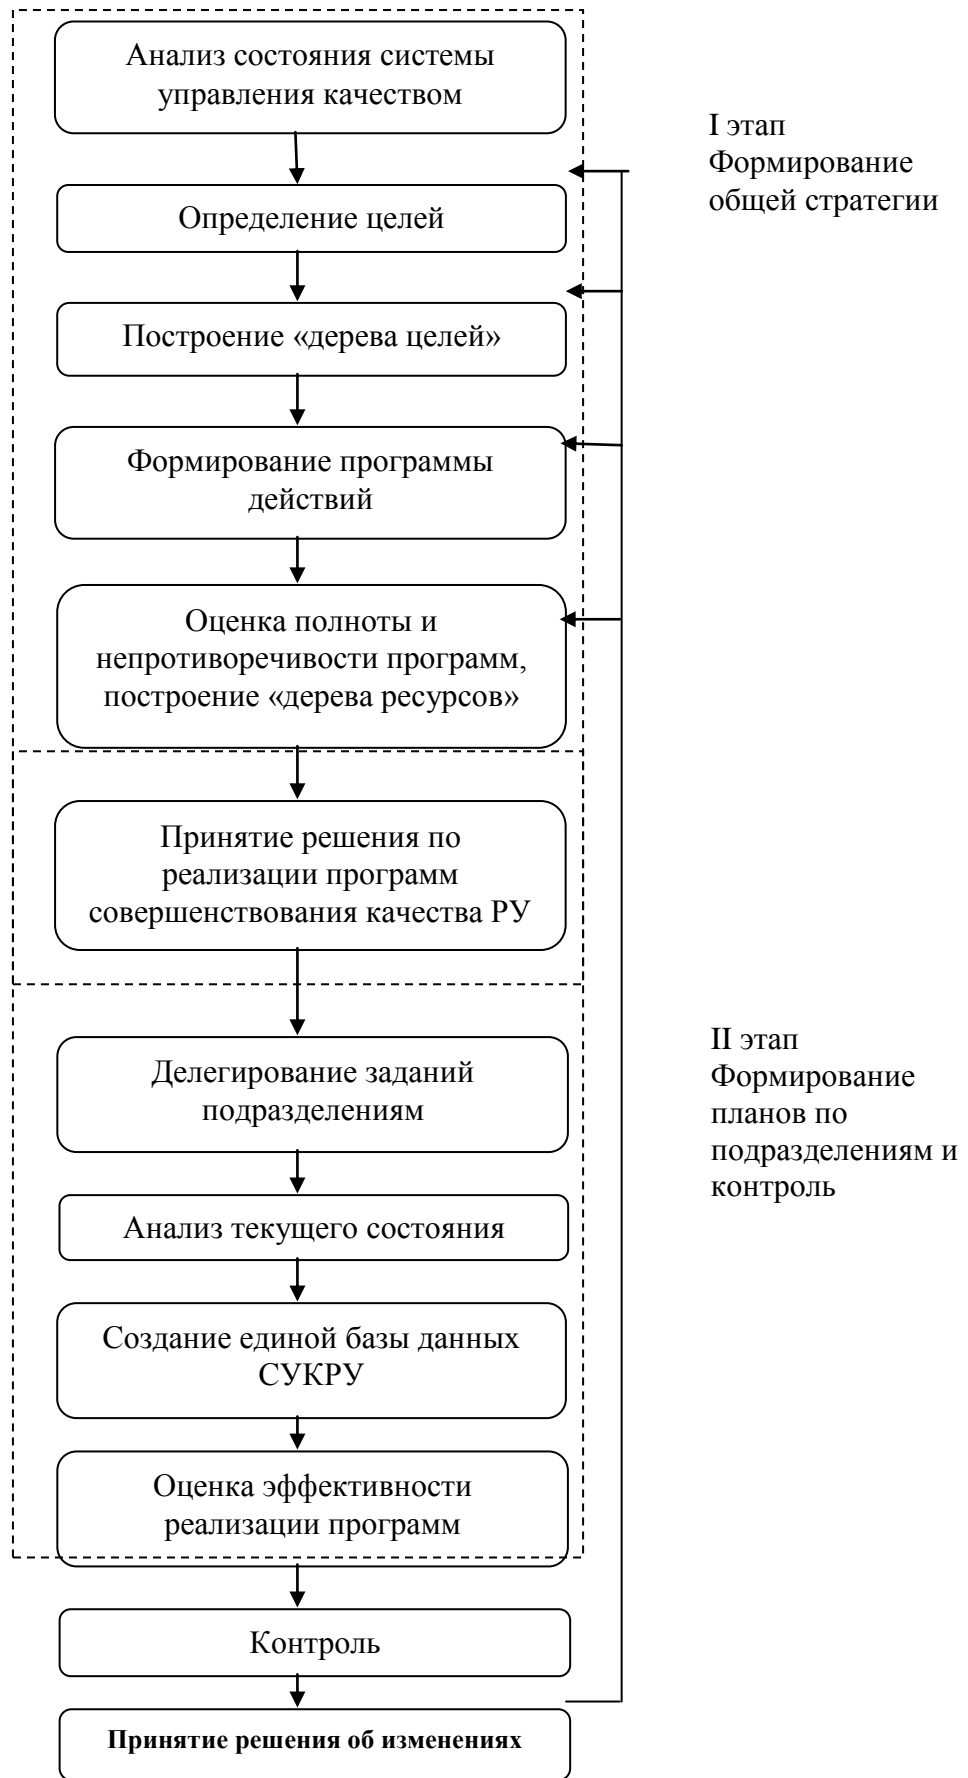 Анализ состояния системы
управления качеством
I этап
Формирование
общей стратегии
Определение целей
Построение «дерева целей»
Формирование программы
действий
Оценка полноты и
непротиворечивости программ,
построение «дерева ресурсов»
Принятие решения по
реализации программ
совершенствования качества РУ
II этап
Формирование
планов по
подразделениям и
контроль
Делегирование заданий
подразделениям
Анализ текущего состояния
Создание единой базы данных
СУКРУ
Оценка эффективности
реализации программ
Контроль
Принятие решения об изменениях